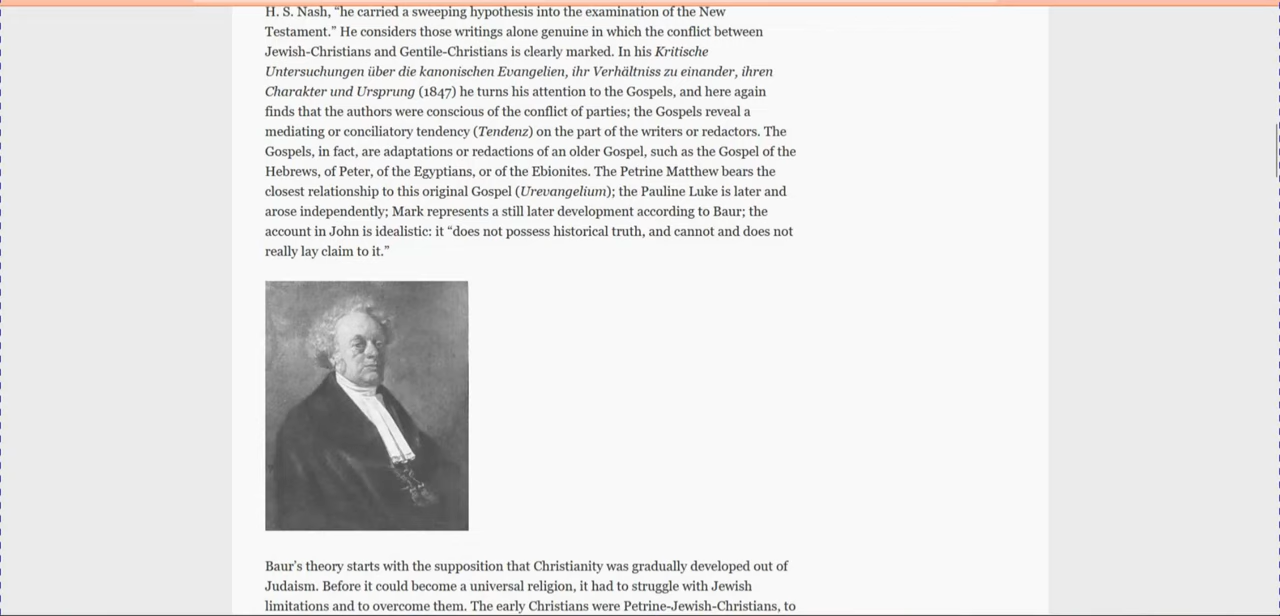 H. S. Nash, “he carried a sweeping hypothesis into the examination of the New
Testament.” He considers those writings alone genuine in which the conflict between
Jewish-Christians and Gentile-Christians is clearly marked. In his Kritische
Untersuchungen über die kanonischen Evangelien, ihr Verhältniss zu einander, ihren
Charakter und Ursprung (1847) he turns his attention to the Gospels, and here again
finds that the authors were conscious of the conflict of parties; the Gospels reveal a
mediating or conciliatory tendency (Tendenz) on the part of the writers or redactors. The
Gospels, in fact, are adaptations or redactions of an older Gospel, such as the Gospel of the
Hebrews, of Peter, of the Egyptians, or of the Ebionites. The Petrine Matthew bears the
closest relationship to this original Gospel (Urevangelium); the Pauline Luke is later and
arose independently; Mark represents a still later development according to Baur; the
account in John is idealistic: it “does not possess historical truth, and cannot and does not
really lay claim to it.”
Baur’s theory starts with the supposition that Christianity was gradually developed out of
Judaism. Before it could become a universal religion, it had to struggle with Jewish
limitations and to overcome them. The early Christians were Petrine-Jewish-Christians, to